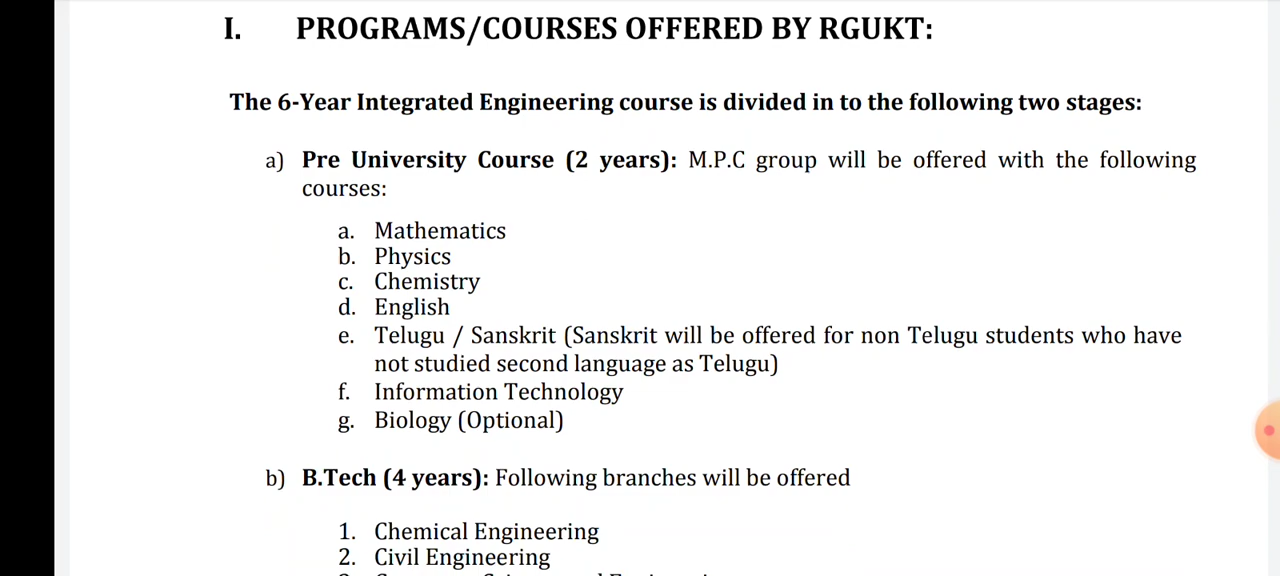 I. PROGRAMS/COURSES OFFERED BY RGUKT:
The 6-Year Integrated Engineering course is divided in to the following two stages:
a) Pre University Course (2 years): M.P.C group will be offered with the following
courses:
a. Mathematics
b. Physics
c. Chemistry
d. English
e. Telugu / Sanskrit (Sanskrit will be offered for non Telugu students who have
not studied second language as Telugu)
f. Information Technology
g. Biology (Optional)
b) B.Tech (4 years): Following branches will be offered
1. Chemical Engineering
2. Civil Engineering